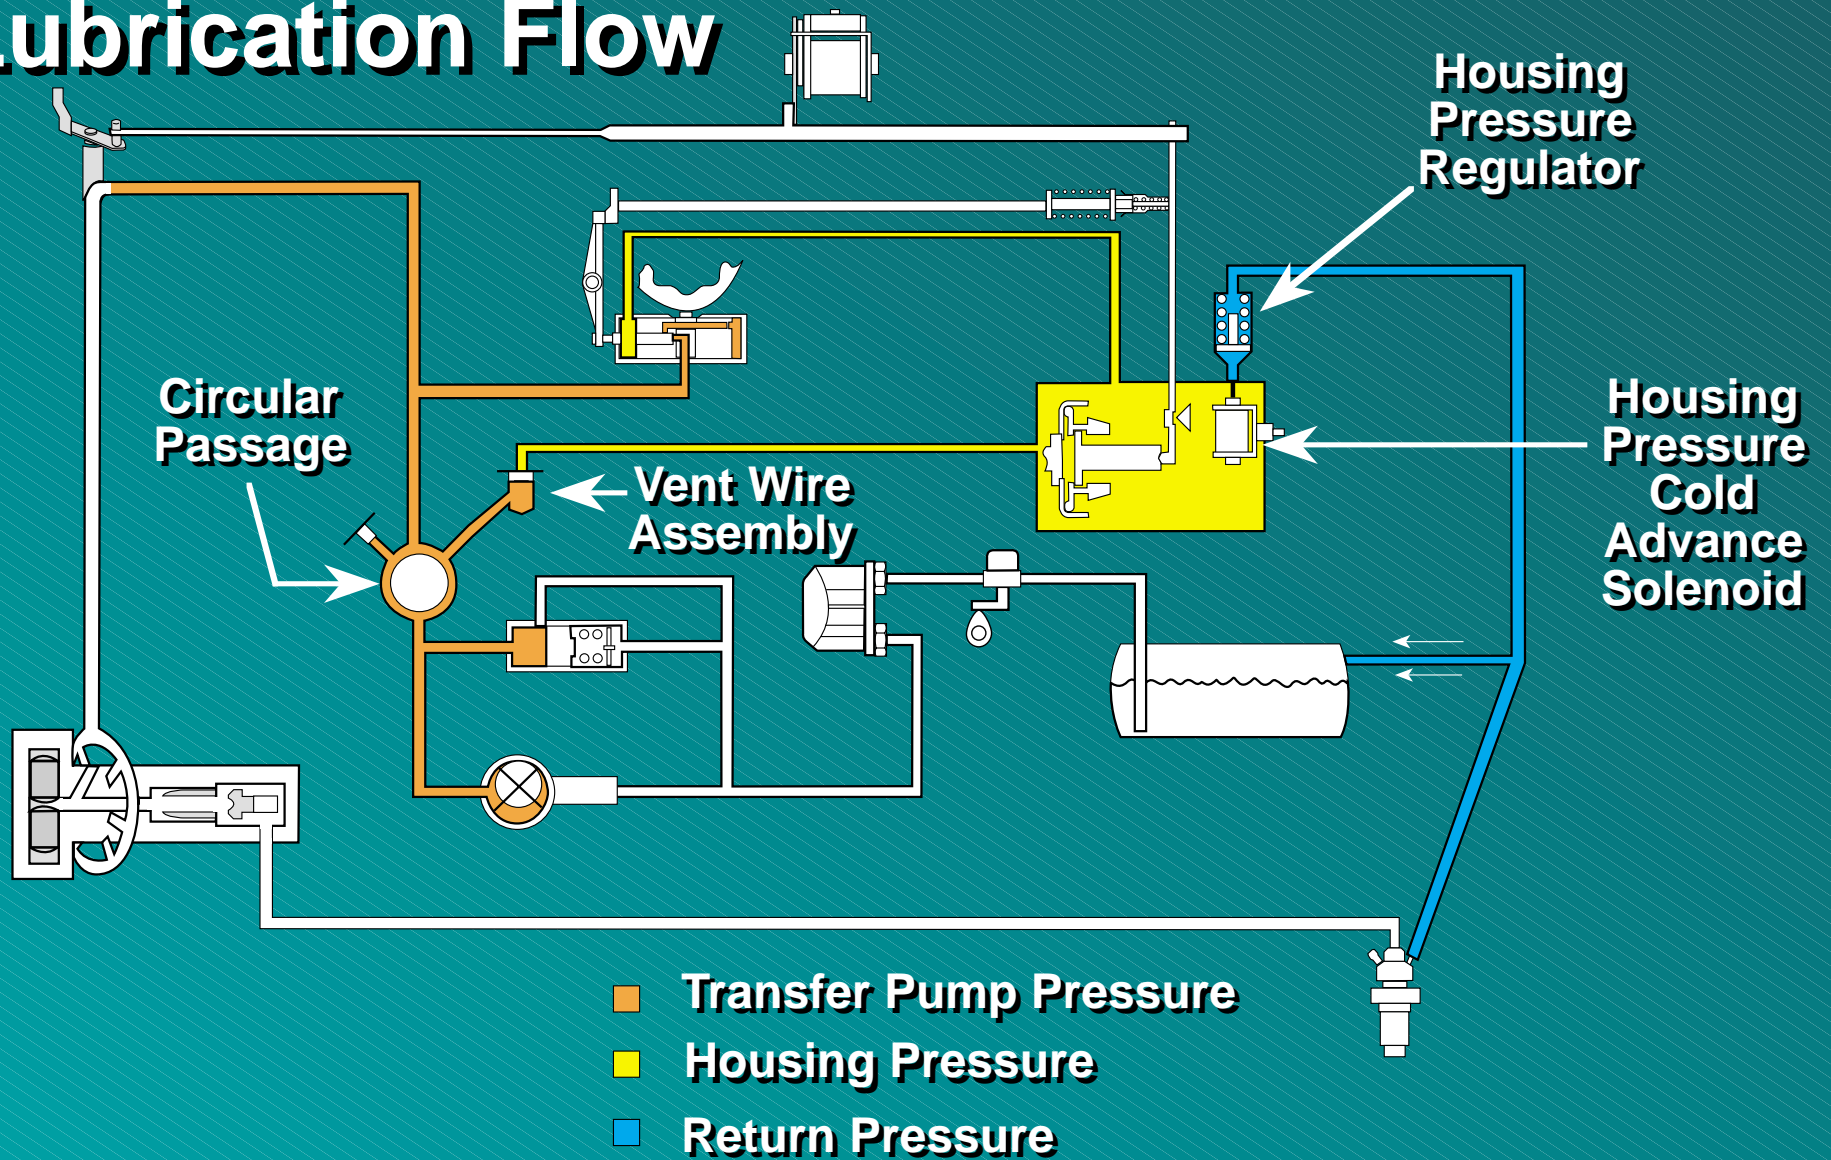 Lubrication Flow
Housing
Pressure
Regulator
Circular
Passage
Vent Wire
Assembly
Housing
Pressure
Cold
Advance
Solenoid
Transfer Pump Pressure
Housing Pressure
Return Pressure